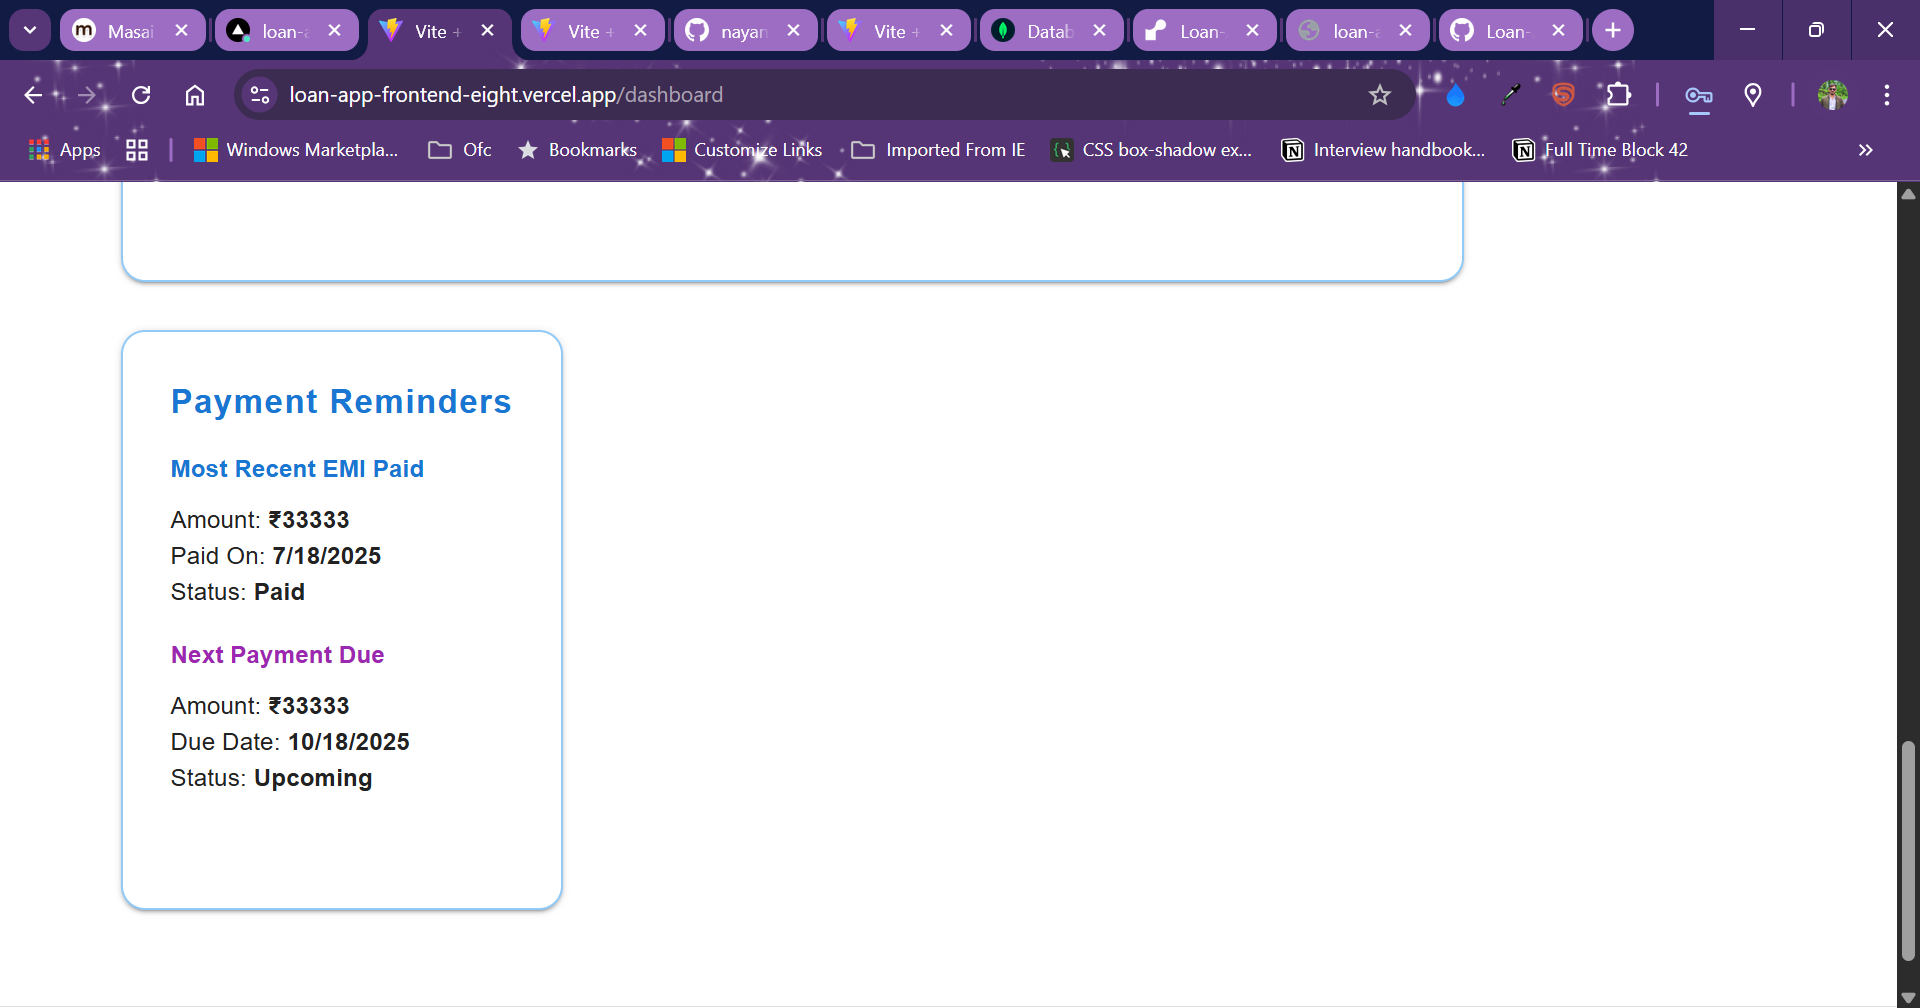 Masai
loan-a
Vite +
Vite +
nayan
Vite +
Datab
Loan-
loan-a
Loan-
loan-app-frontend-eight.vercel.app/dashboard
Apps
Windows Marketpla...
Ofc
Bookmarks
Customize Links
Imported From IE
CSS box-shadow ex...
Interview handbook...
Full Time Block 42
Payment Reminders
Most Recent EMI Paid
Amount: ₹33333
Paid On: 7/18/2025
Status: Paid
Next Payment Due
Amount: ₹33333
Due Date: 10/18/2025
Status: Upcoming